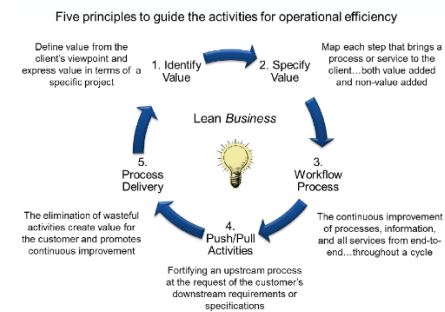 Five principles to guide the activities for operational efficiency
Define value from the
client's viewpoint and
express value in terms of a
specific project
1. Identify
Value
2. Specify
Value
Map each step that brings a
process or service to the
client…both value added
and non-value added
Lean Business
3.
Workflow
Process
The continuous improvement
of processes, information,
and all services from end-to-
end…throughout a cycle
4.
Push/Pull
Activities
Fortifying an upstream process
at the request of the customer's
downstream requirements or
specifications
5.
Process
Delivery
The elimination of wasteful
activities create value for
the customer and promotes
continuous improvement